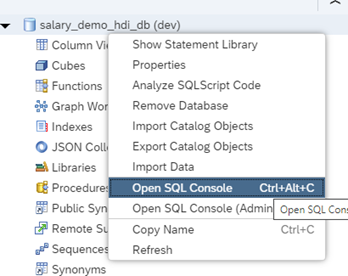 salary_demo_hdi_db (dev)
Column Vie
Show Statement Library
Cubes
Properties
Functions
Analyze SQLScript Code
Graph Wor
Remove Database
Indexes
Import Catalog Objects
JSON Colle
Export Catalog Objects
Libraries
Import Data
Procedures
Open SQL Console Ctrl+Alt+C
Public Syn
Open SQL Console (Admin
Open SQL Cons
Remote Su
Copy Name Ctrl+C
Sequences
Refresh
Synonyms